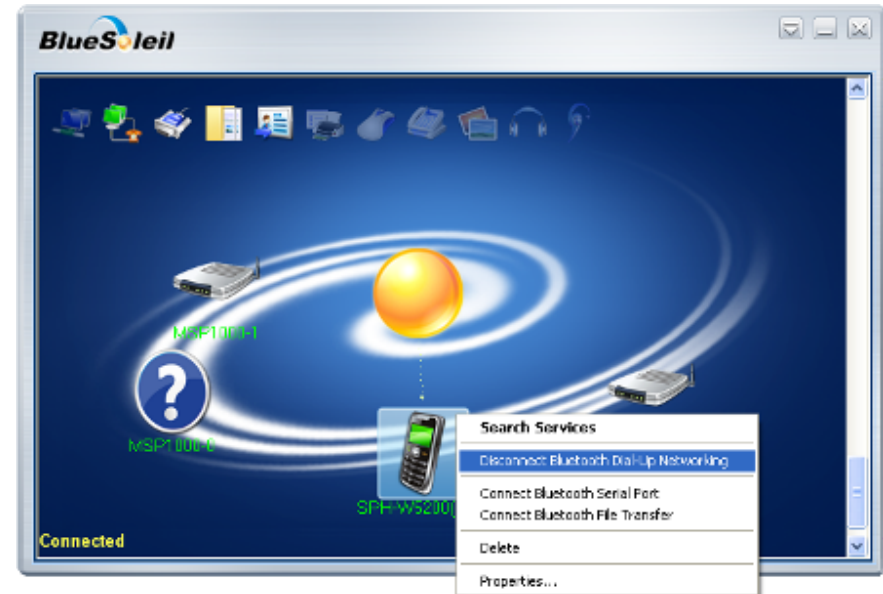 BlueSoleil
MSP1000-1
MSP1000-0
SPH-W5200(
Search Services
Disconnect Bluetooth Dial-Up Networking
Connect Bluetooth Serial Port
Connect Bluetooth File Transfer
Delete
Properties...
Connected